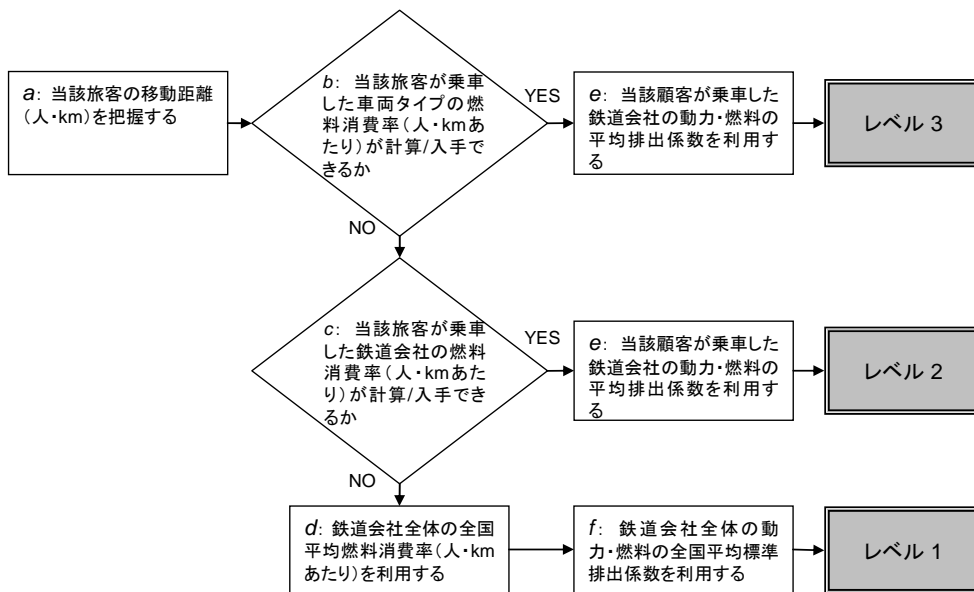 a: 当該旅客の移動距離
(人・km)を把握する
b: 当該旅客が乗車
した車両タイプの燃
料消費率(人・kmあ
たり)が計算/入手で
きるか
YES
e: 当該顧客が乗車した
鉄道会社の動力・燃料の
平均排出係数を利用す
る
レベル 3
NO
c: 当該旅客が乗車
した鉄道会社の燃料
消費率(人・kmあた
り)が計算/入手でき
るか
YES
e: 当該顧客が乗車した
鉄道会社の動力・燃料の
平均排出係数を利用す
る
レベル 2
NO
d: 鉄道会社全体の全国
平均燃料消費率(人・km
あたり)を利用する
f: 鉄道会社全体の動
力・燃料の全国平均標準
排出係数を利用する
レベル 1